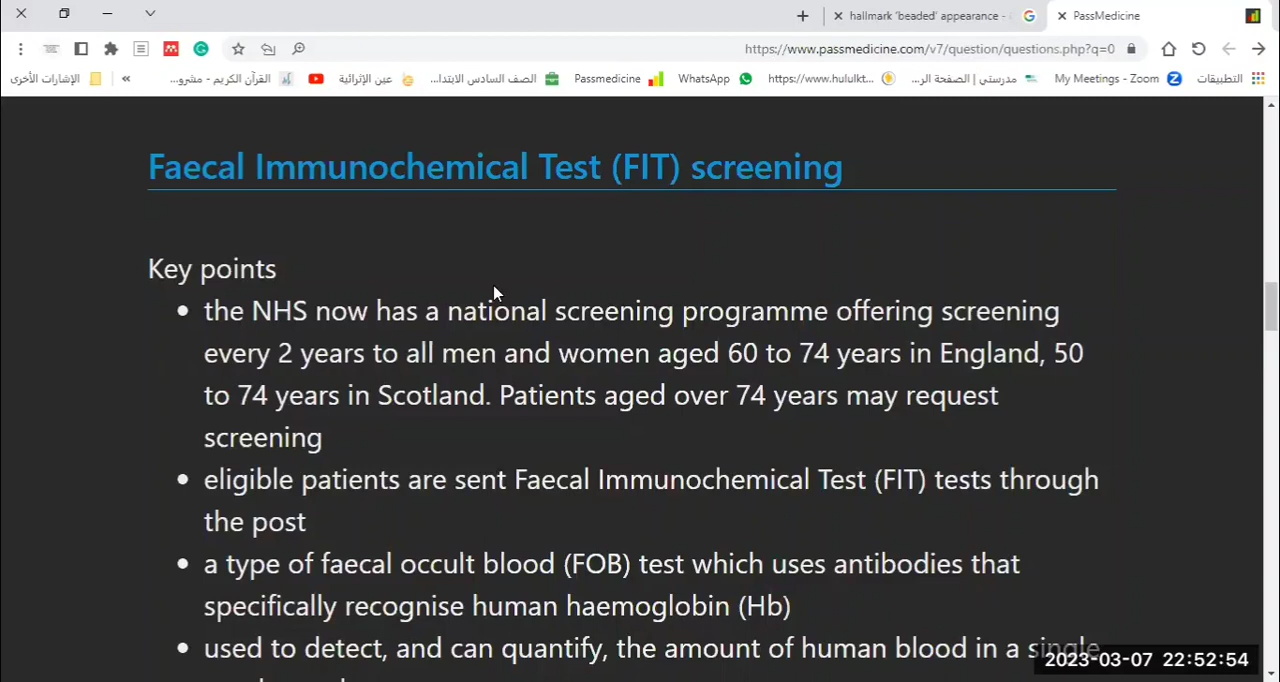 hallmark 'beaded' appearance -
PassMedicine
https://www.passmedicine.com/v7/question/questions.php?q=0
التطبيقات
My Meetings - Zoom
مدرستي | الصفحة الر...
https://www.hululkt...
WhatsApp
Passmedicine
الصف السادس الابتدا...
عين الإثرائية
القرآن الكريم - مشرو...
»
الإشارات الأخرى
Faecal Immunochemical Test (FIT) screening
Key points
• the NHS now has a national screening programme offering screening
every 2 years to all men and women aged 60 to 74 years in England, 50
to 74 years in Scotland. Patients aged over 74 years may request
screening
• eligible patients are sent Faecal Immunochemical Test (FIT) tests through
the post
• a type of faecal occult blood (FOB) test which uses antibodies that
specifically recognise human haemoglobin (Hb)
• used to detect, and can quantify, the amount of human blood in a single
2023-03-07 22:52:54